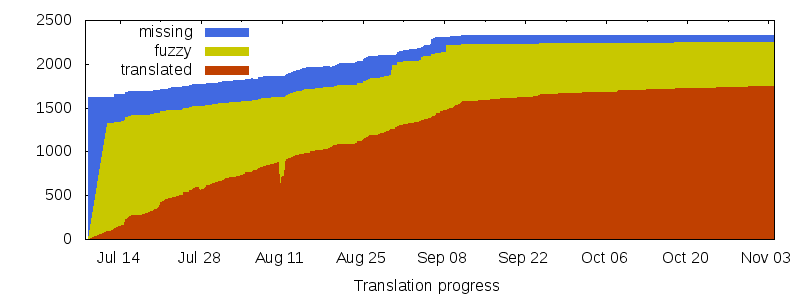 2500
2000
1500
1000
500
0
missing
fuzzy
translated
Jul 14 Jul 28 Aug 11 Aug 25 Sep 08 Sep 22 Oct 06 Oct 20 Nov 03
Translation progress